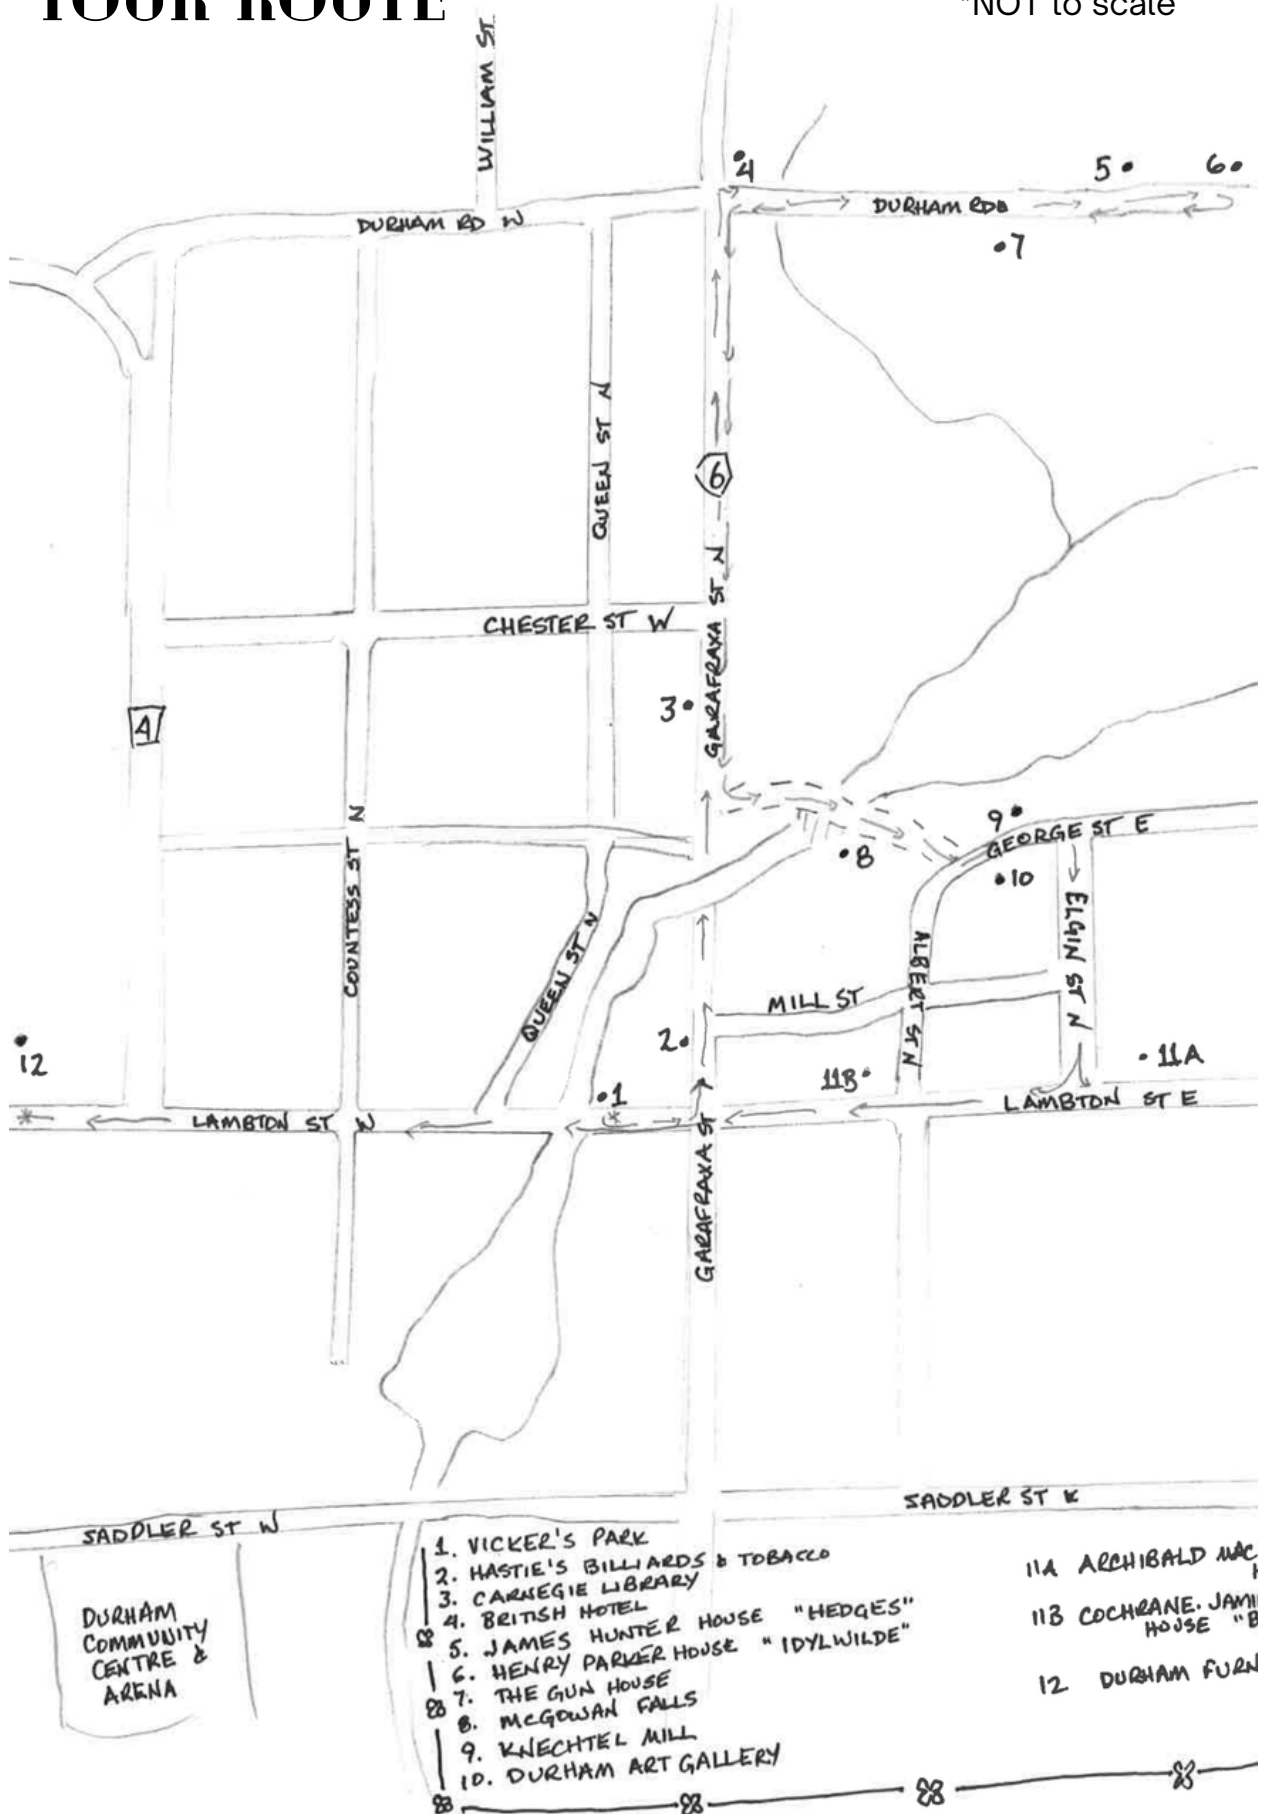 TOUR ROUTE
*NOT to scale
WILLIAM ST.
4
5
6
DURHAM RD W
DURHAM RD E
7
QUEEN ST N
6
GARAFRAXA ST N
CHESTER ST W
3
4
COUNTESS ST N
8
9
GEORGE ST E
10
QUEEN ST N
ALBERT ST N
ELGIN ST N
MILL ST
2
12
1
11B
11A
LAMBTON ST W
LAMBTON ST E
GARAFRAXA ST
SADDLER ST W
SADDLER ST E
DURHAM
COMMUNITY
CENTRE &
ARENA
1. VICKER'S PARK
2. HASTIE'S BILLIARDS & TOBACCO
3. CARNEGIE LIBRARY
4. BRITISH HOTEL
5. JAMES HUNTER HOUSE "HEDGES"
6. HENRY PARKER HOUSE "IDYLWILDE"
7. THE GUN HOUSE
8. McGOWAN FALLS
9. KNECHTEL MILL
10. DURHAM ART GALLERY
11A ARCHIBALD MAC
11B COCHRANE. JAMI
HOUSE "B
12 DURHAM FURN